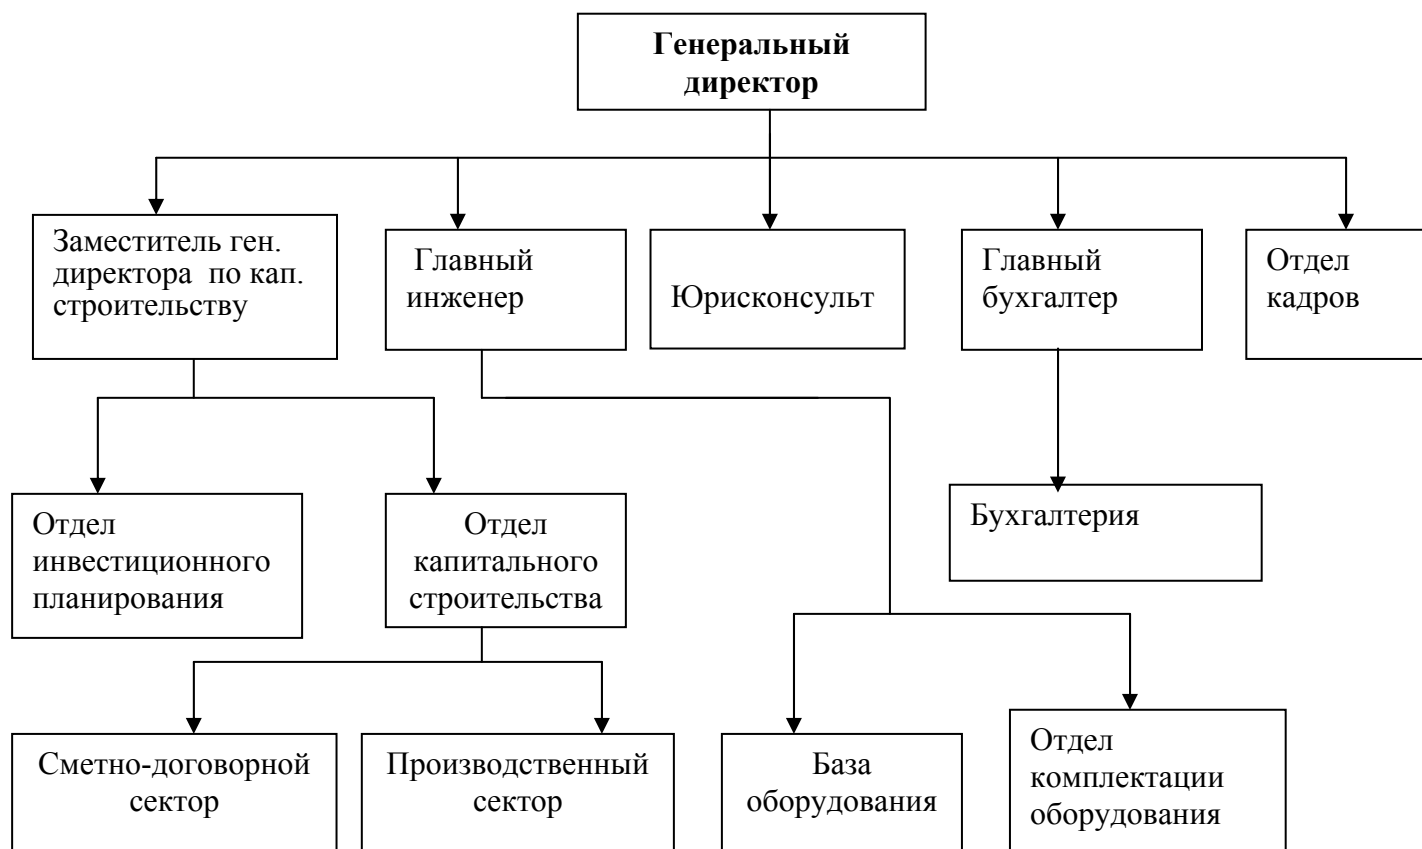 Генеральный
директор
Заместитель ген.
директора по кап.
строительству
Главный
инженер
Юрисконсульт
Главный
бухгалтер
Отдел
кадров
Отдел
инвестиционного
планирования
Отдел
капитального
строительства
Бухгалтерия
Сметно-договорной
сектор
Производственный
сектор
База
оборудования
Отдел
комплектации
оборудования